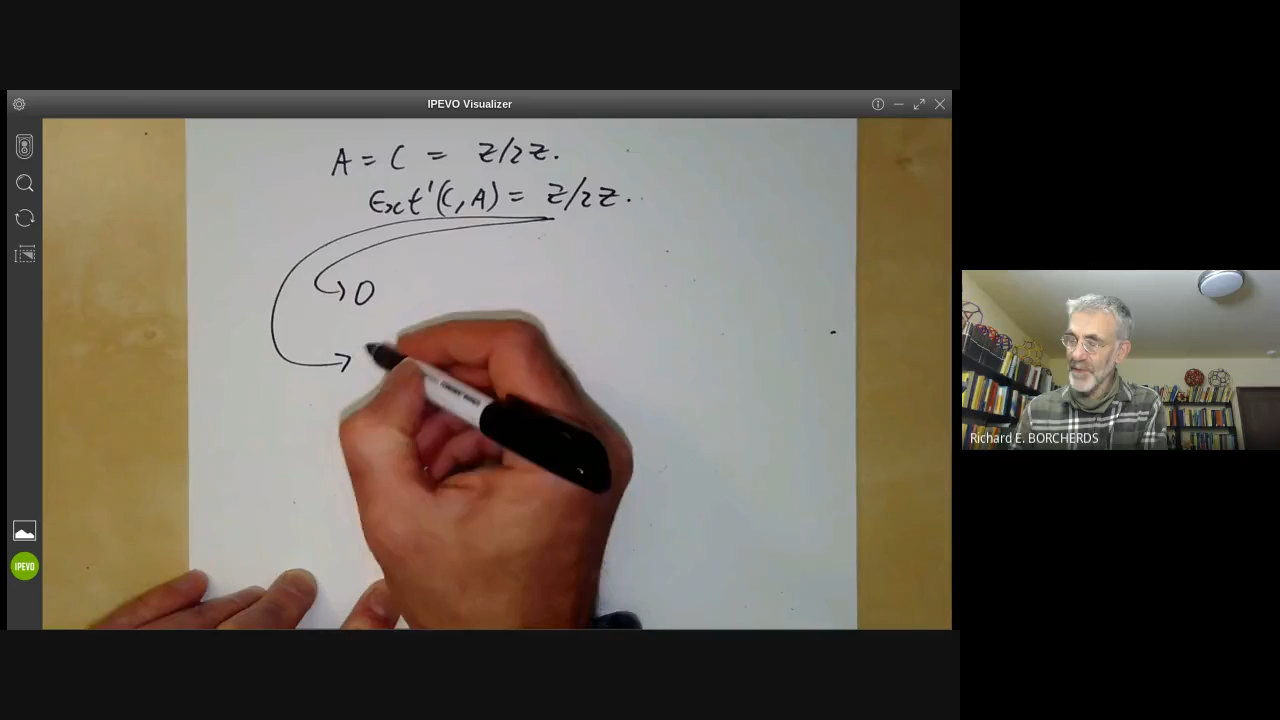 IPEVO Visualizer
A = C = Z/2Z.
Ext¹(C, A) = Z/2Z.
0
Richard E. BORCHERDS
IPEVO